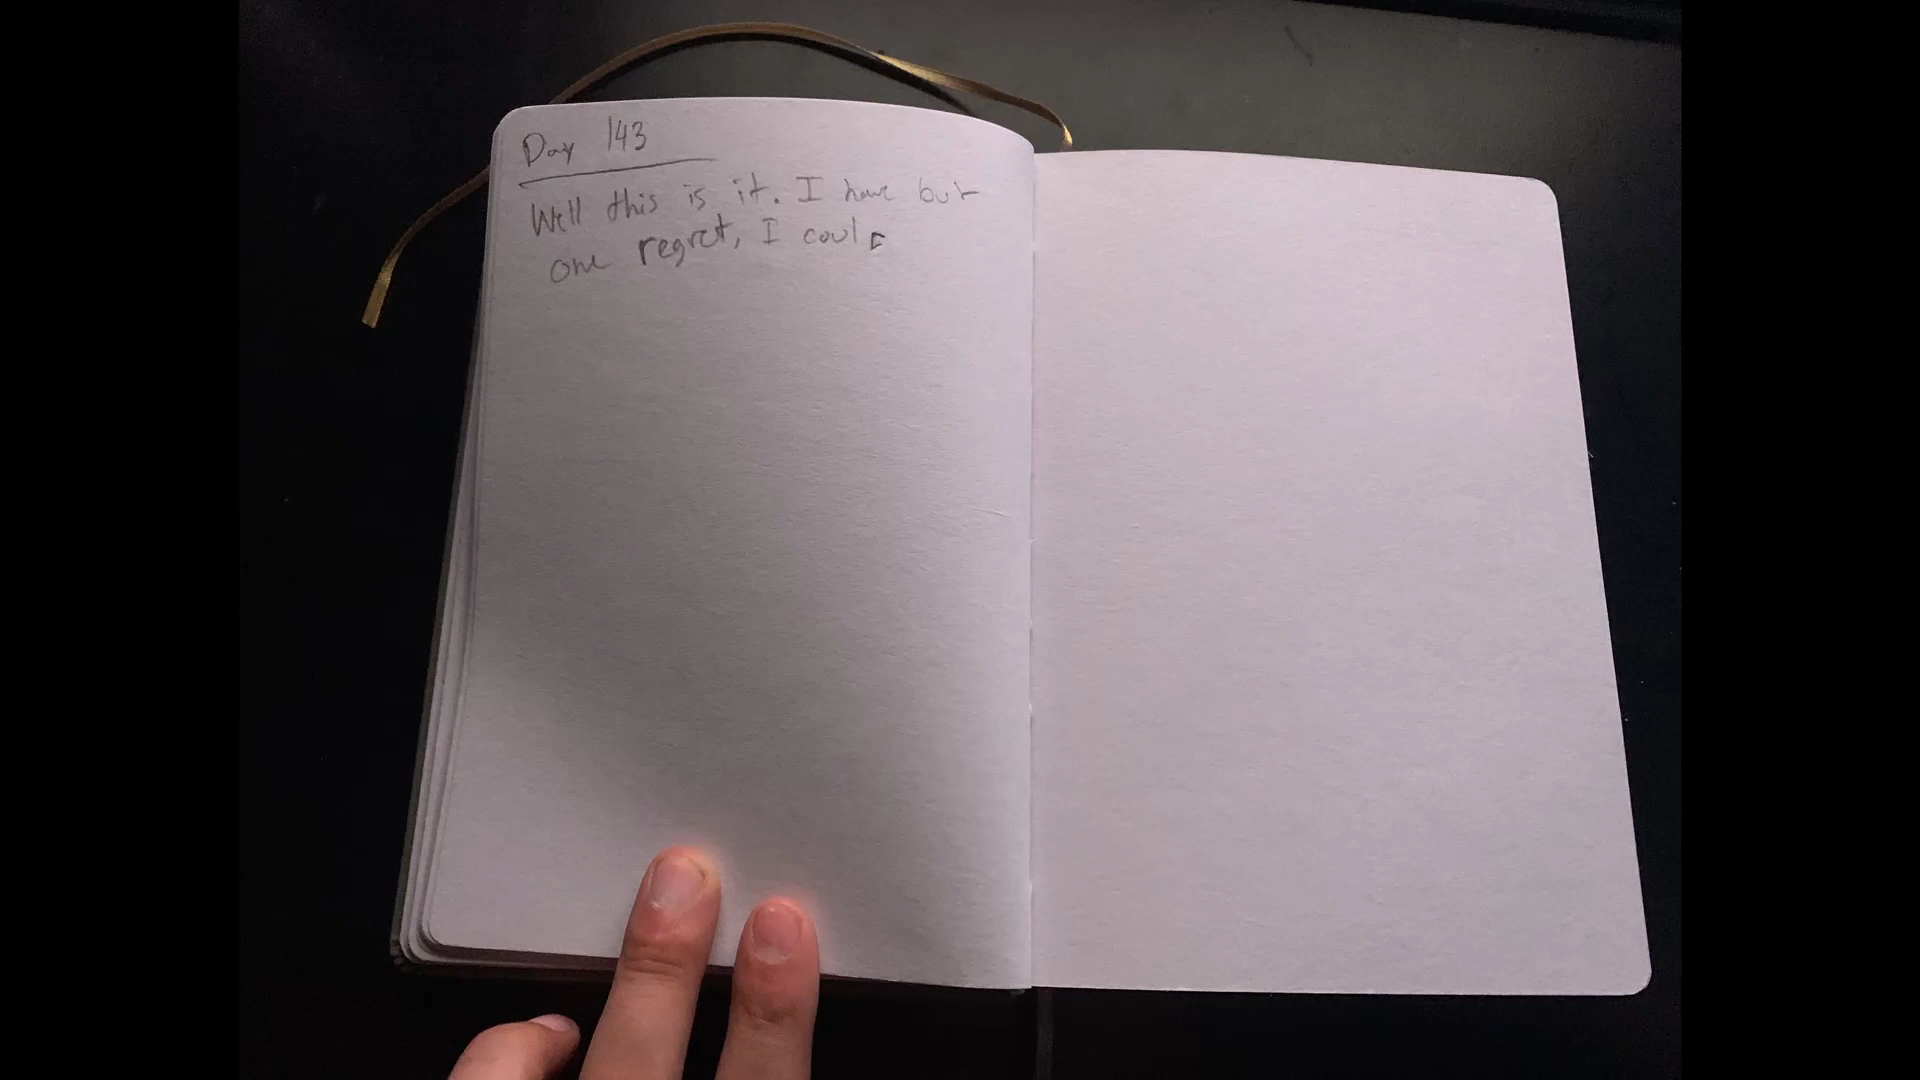 Day 143
Well this is it. I have but
one regret, I coul